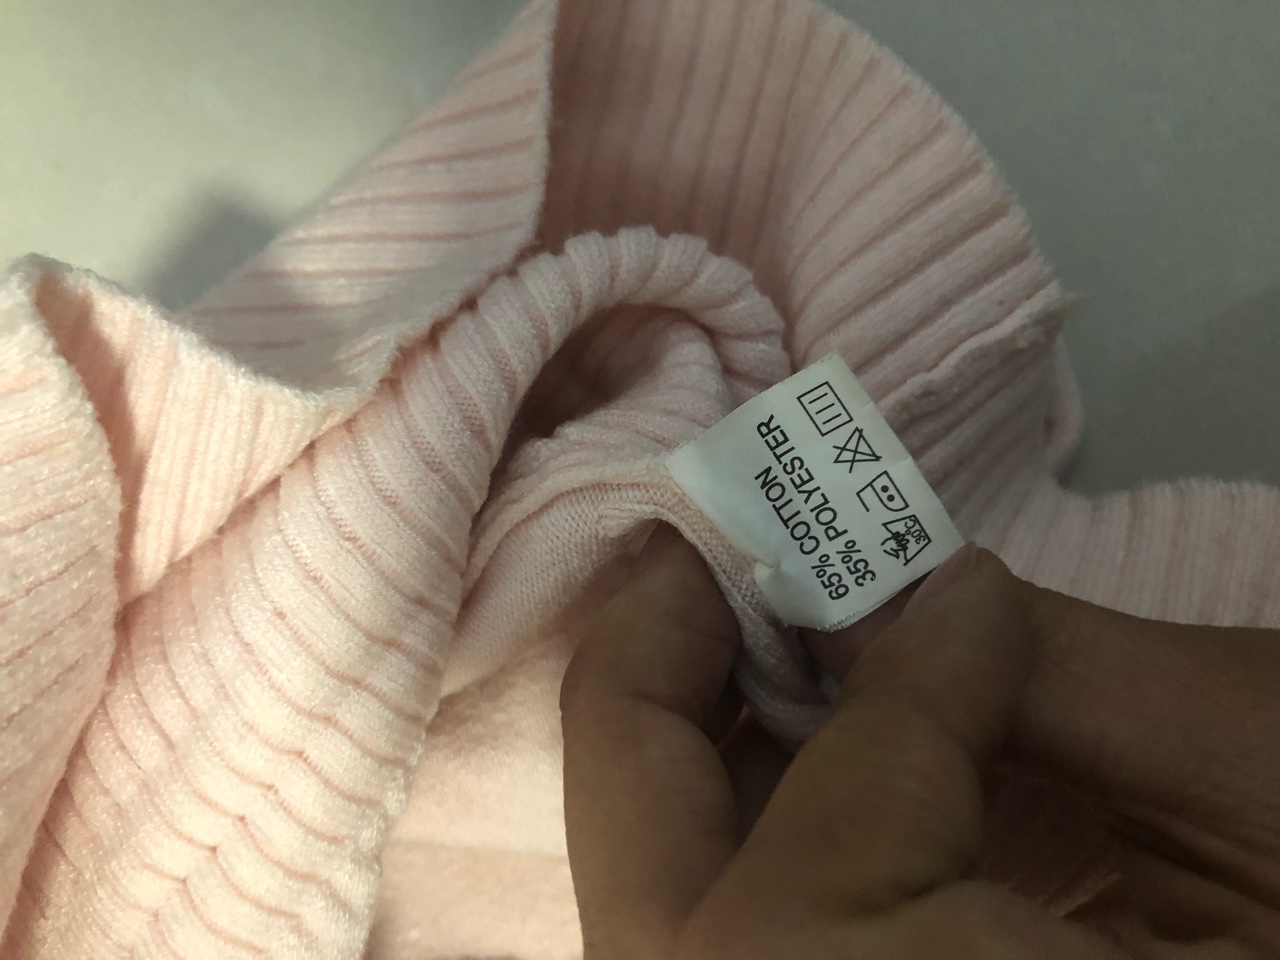 65% COTTON
35% POLYESTER
30°C